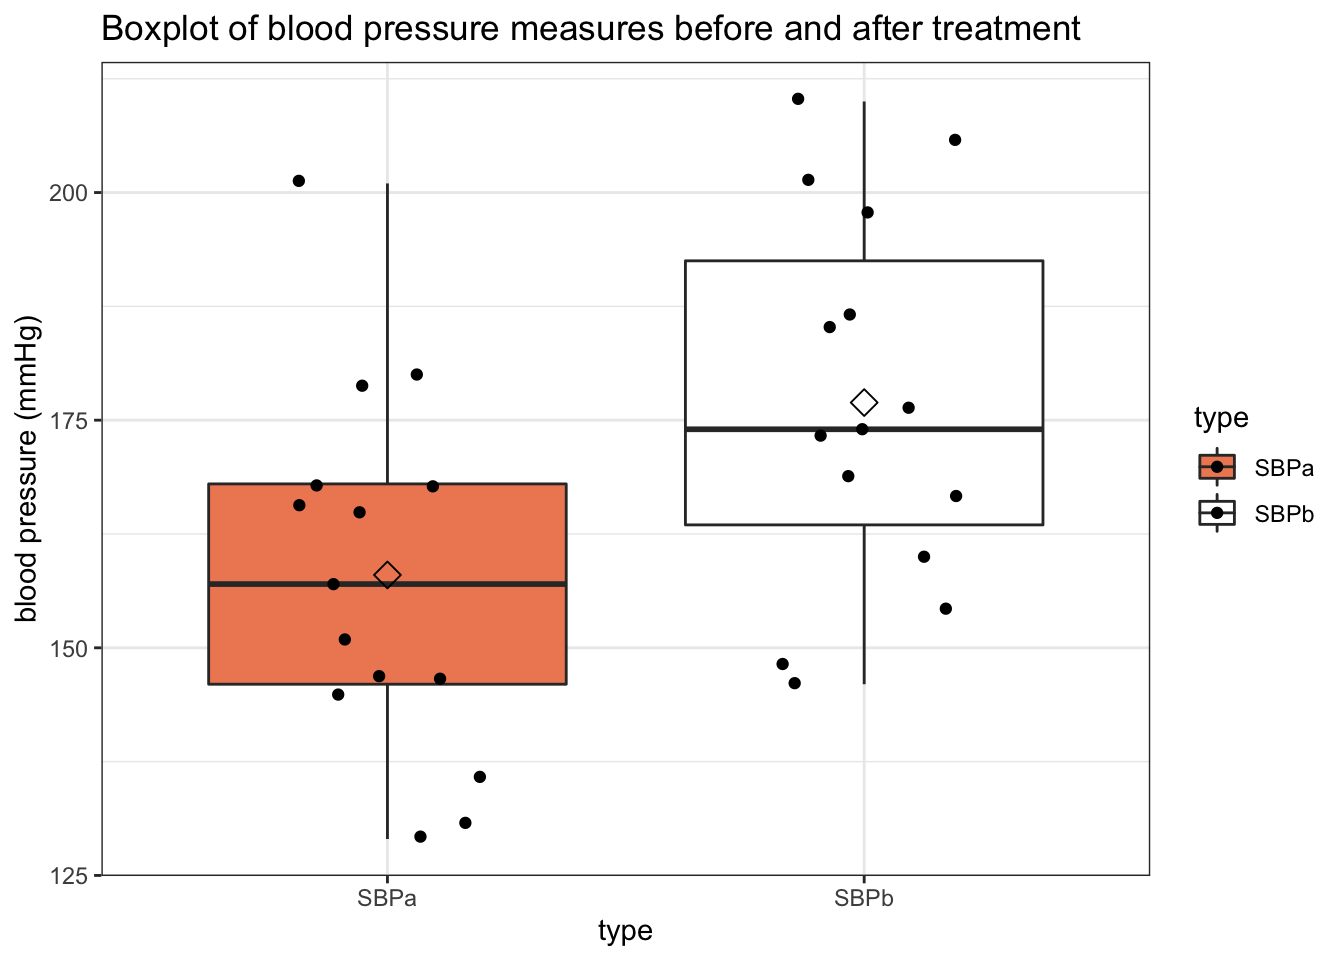 Boxplot of blood pressure measures before and after treatment
blood pressure (mmHg)
200
175
150
125
SBPa
SBPb
type
type
SBPa
SBPb